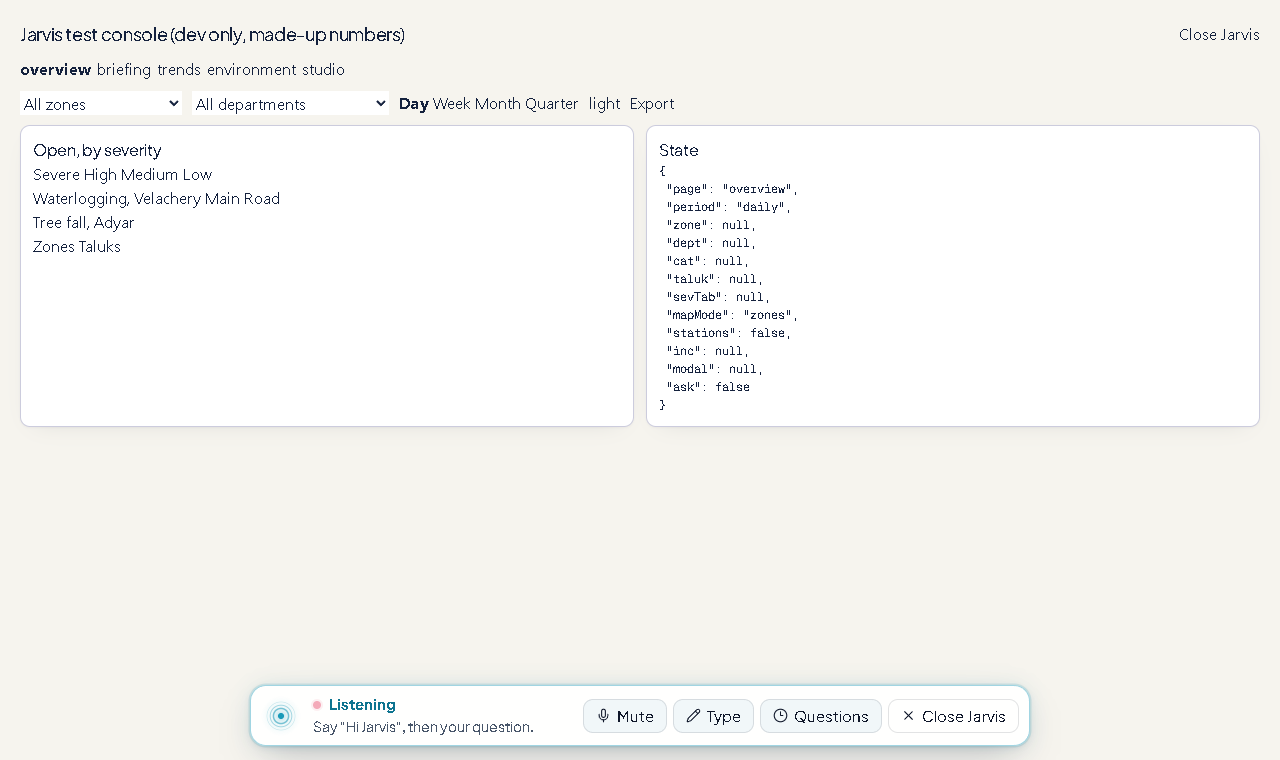 Jarvis test console (dev only, made-up numbers)
Close Jarvis
overview briefing trends environment studio
All zones All departments Day Week Month Quarter light Export
Open, by severity
Severe High Medium Low
Waterlogging, Velachery Main Road
Tree fall, Adyar
Zones Taluks
State
{
"page": "overview",
"period": "daily",
"zone": null,
"dept": null,
"cat": null,
"taluk": null,
"sevTab": null,
"mapMode": "zones",
"stations": false,
"inc": null,
"modal": null,
"ask": false
}
Listening
Say "Hi Jarvis", then your question.
Mute Type Questions Close Jarvis